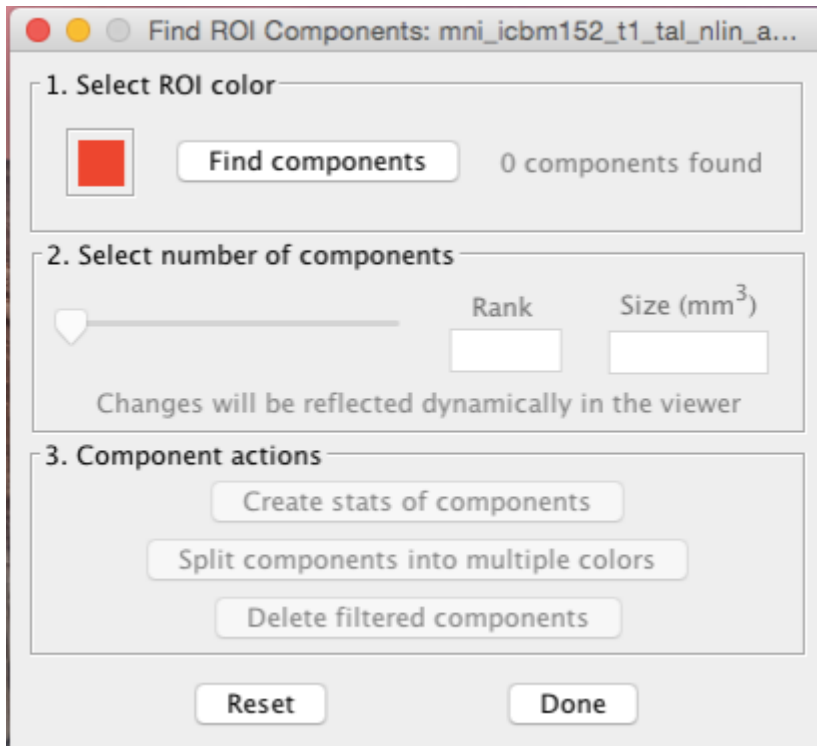 Find ROI Components: mni_icbm152_t1_tal_nlin_a...
1. Select ROI color
Find components
0 components found
2. Select number of components
Rank
Size (mm³)
Changes will be reflected dynamically in the viewer
3. Component actions
Create stats of components
Split components into multiple colors
Delete filtered components
Reset
Done